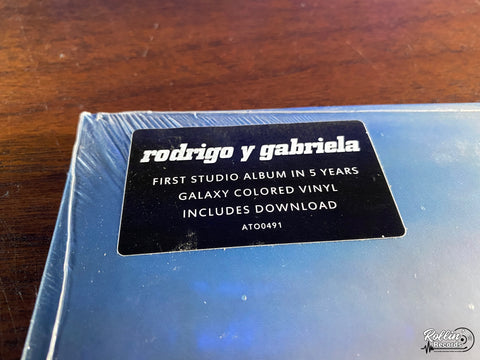 rodrigo y gabriela
FIRST STUDIO ALBUM IN 5 YEARS
GALAXY COLORED VINYL
INCLUDES DOWNLOAD
ATO0491
Rollin'
Records